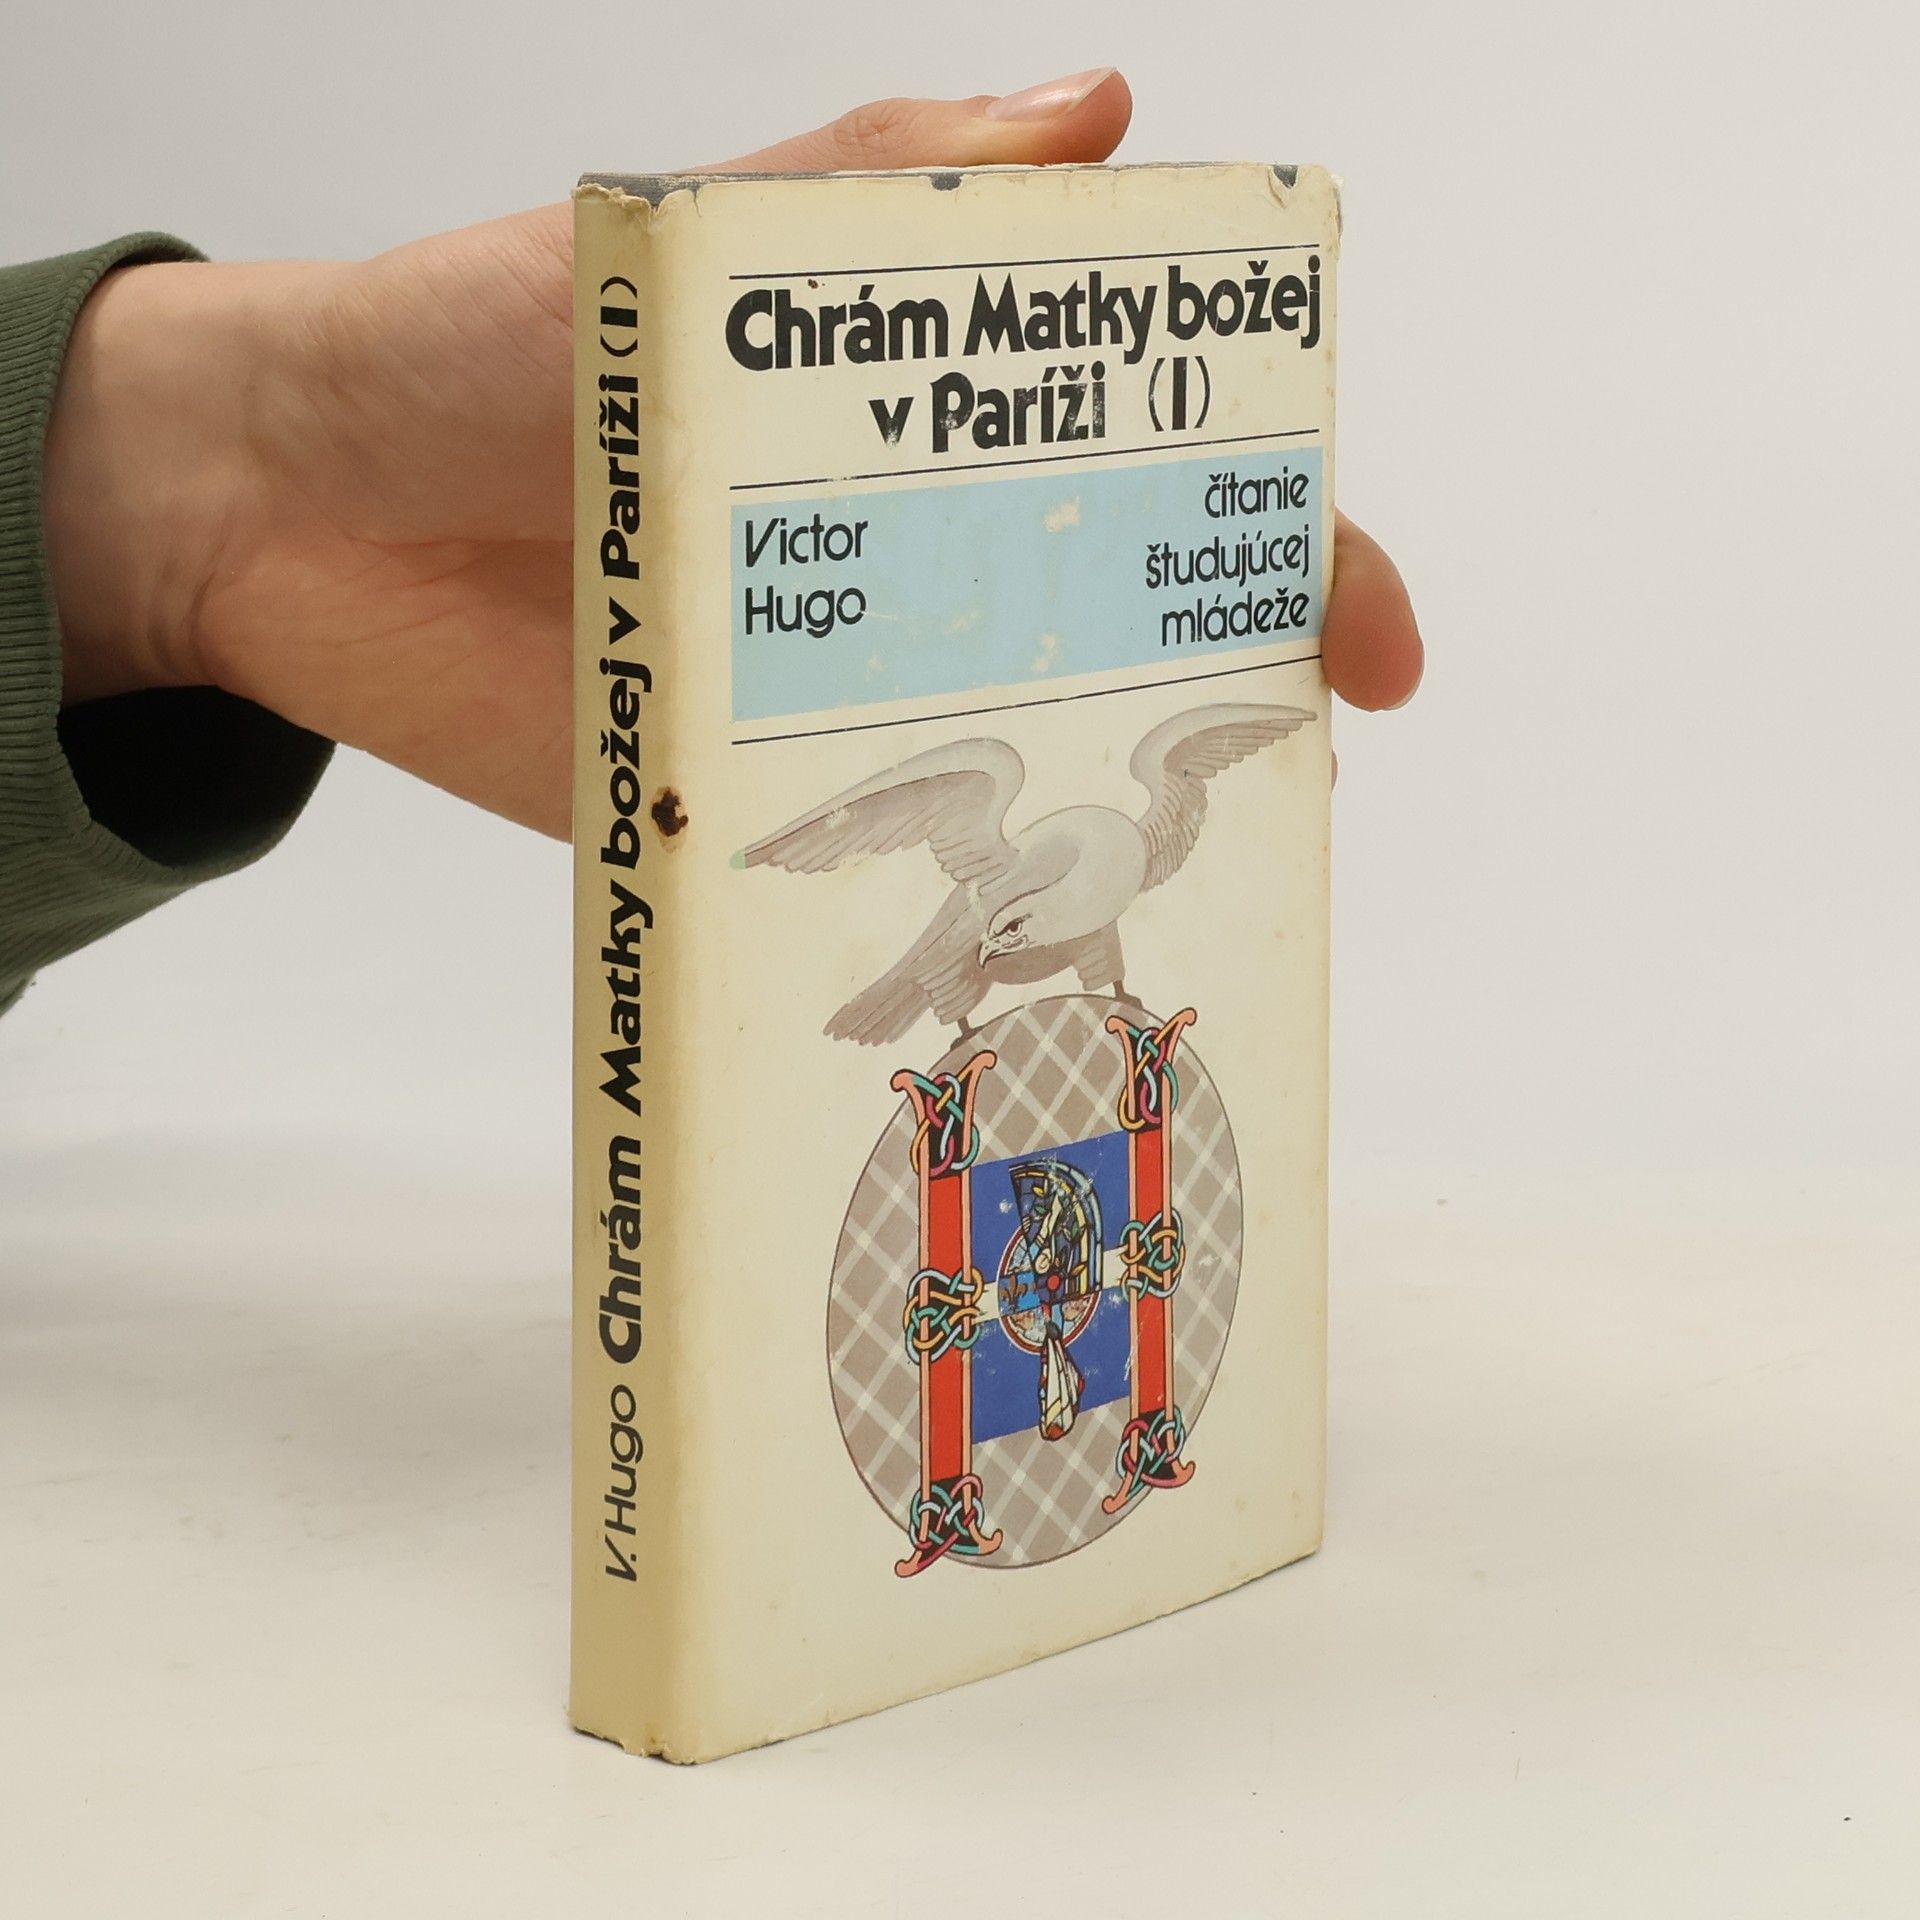 Chrám Matky božej
v Paríži (I)
Victor
Hugo
čítanie
študujúcej
mládeže
V. Hugo Chrám Matky božej v Paríži (I)